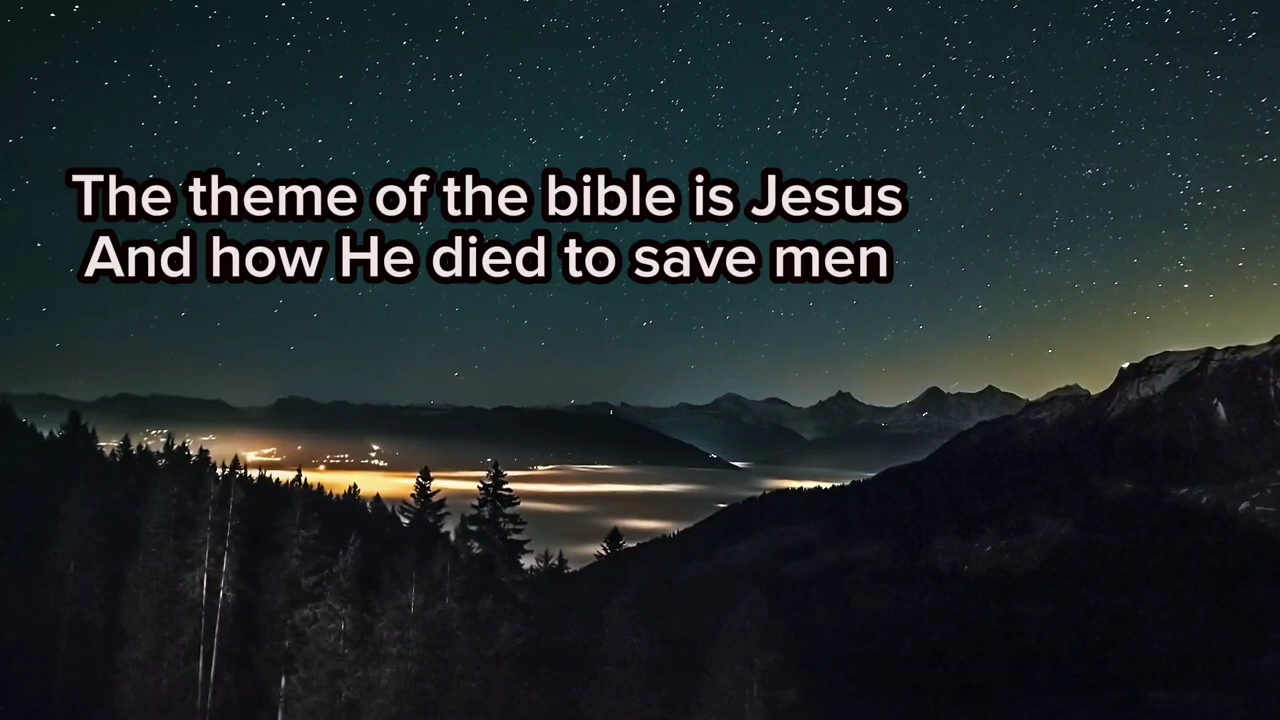 The theme of the bible is Jesus
And how He died to save men